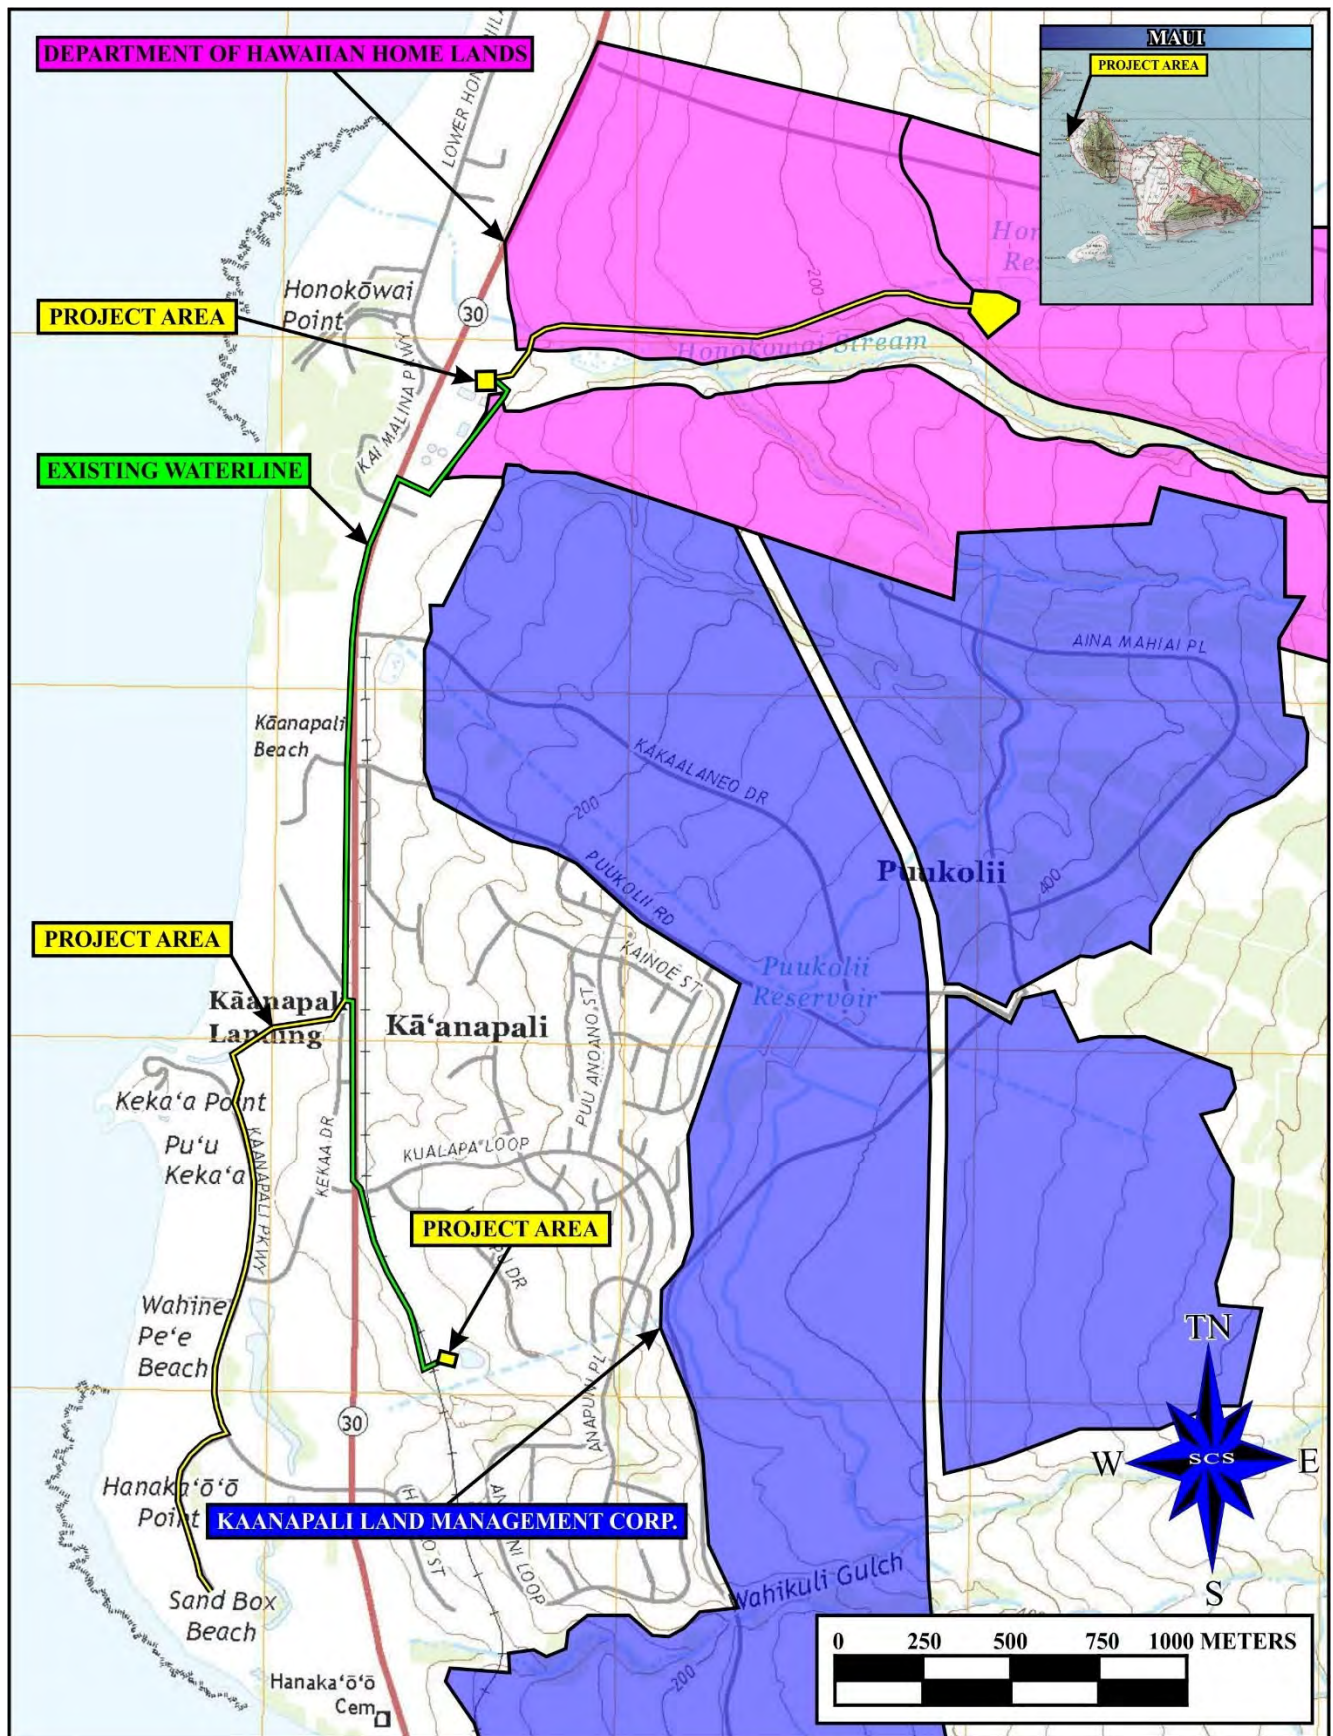 DEPARTMENT OF HAWAIIAN HOME LANDS
MAUI
PROJECT AREA
LOWER
30
Honokōwai
Point
PROJECT AREA
KAI MALINA PKWY
200
Honokowai Stream
EXISTING WATERLINE
AINA MAHIAI PL
Kāanapali
Beach
KAKAALANEO DR
200
PUUKOLII RD
Puukolii
400
PROJECT AREA
KAINOE ST
Puukolii
Reservoir
Kāanapali
Landing
Kā‘anapali
PUU ANOANO ST
Keka‘a Point
Pu‘u
Keka‘a
KAANAPALI PKWY
KEKAA DR
KUALAPA LOOP
PROJECT AREA
DR
Wahine
Pe‘e
Beach
ANAPUNI PL
TN
30
W
SCS
E
S
Hanaka‘ō‘ō
Point
KAANAPALI LAND MANAGEMENT CORP.
ST
LOOP
Wahikuli Gulch
Sand Box
Beach
200
Hanaka‘ō‘ō
Cem
0 250 500 750 1000 METERS